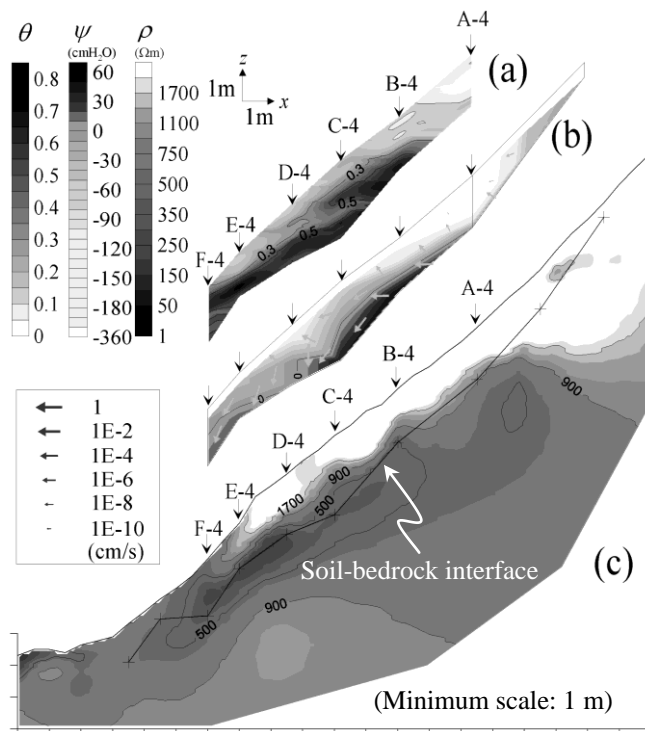 θ ψ ρ
(cmH₂O) (Ωm)
0.8 60 1700
0.7 30 1100
0.6 0 750
0.5 -30 500
0.4 -60 350
0.3 -90 250
0.2 -120 150
0.1 -180 50
0 -360 1
z
1m
x
1m
A-4
(a)
B-4
C-4
D-4
E-4
F-4
0.3
0.5
0.5
0.3
(b)
0
0
A-4
B-4
C-4
D-4
E-4
F-4
900
900
1700
500
500
900
1
1E-2
1E-4
1E-6
1E-8
1E-10
(cm/s)
Soil-bedrock interface
(c)
(Minimum scale: 1 m)